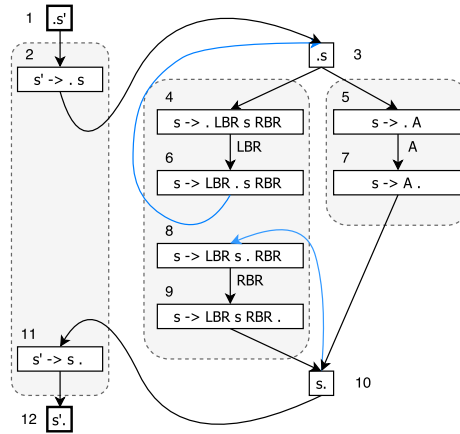 1 .s'
2
s' -> . s
.s 3
4
s -> . LBR s RBR
LBR
6
s -> LBR . s RBR
8
s -> LBR s . RBR
RBR
9
s -> LBR s RBR .
5
s -> . A
A
7
s -> A .
s. 10
11
s' -> s .
12 s'.